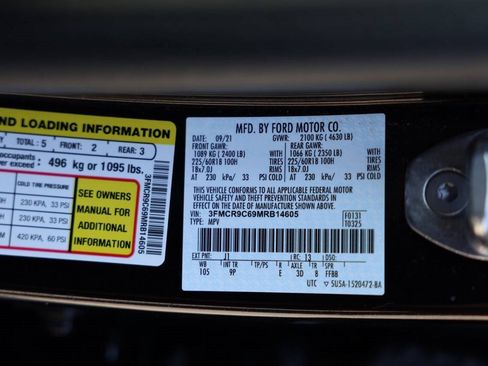 ND LOADING INFORMATION
TOTAL: 5 FRONT: 2 REAR: 3
occupants
ver exceed: 496 kg or 1095 lbs.
COLD TIRE PRESSURE
230 KPA, 33 PSI
230 KPA, 33 PSI
420 KPA, 60 PSI
SEE OWNERS
MANUAL FOR
ADDITIONAL
INFORMATION
3FMCR9C69MRB14605
MFD. BY FORD MOTOR CO.
DATE: 09/21 GVWR: 2100 KG (4630 LB)
FRONT GAWR: REAR GAWR:
1089 KG (2400 LB) WITH 1066 KG (2350 LB) WITH
225/60R18 100H TIRES 225/60R18 100H TIRES
18x7.0J RIMS 18x7.0J RIMS
AT 230 kPa/ 33 PSI COLD AT 230 kPa/ 33 PSI COLD
THIS VEHICLE CONFORMS TO ALL APPLICABLE FEDERAL MOTOR
VEHICLE SAFETY AND THEFT PREVENTION STANDARDS IN
EFFECT ON THE DATE OF MANUFACTURE SHOWN ABOVE.
VIN: 3FMCR9C69MRB14605 F0131
TYPE: MPV T0325
EXT PNT: J1 RC: 13 DSO:
WB INT TR TP/PS R AXLE TR SPR
105 9P E 3D 8 FFBB
UTC 5U5A-1520472-BA